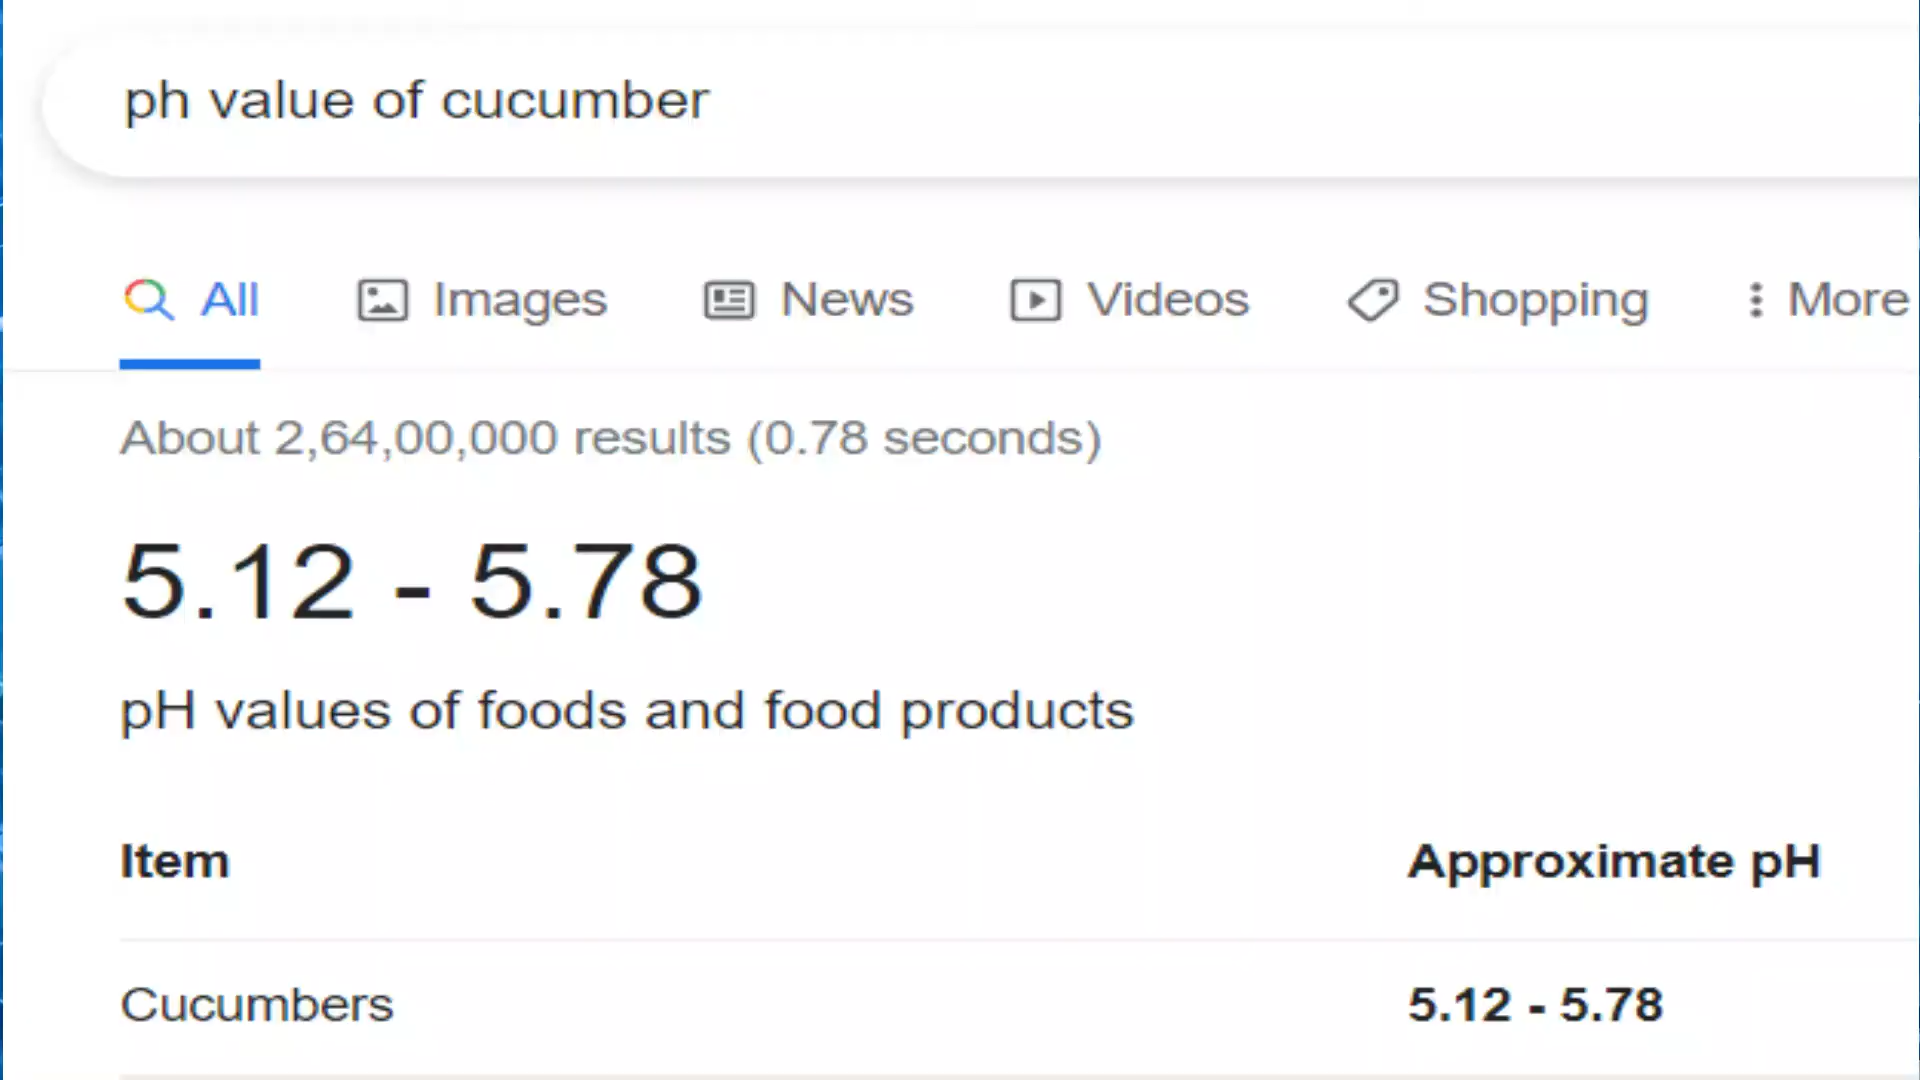 ph value of cucumber
All Images News Videos Shopping More
About 2,64,00,000 results (0.78 seconds)
5.12 - 5.78
pH values of foods and food products
Item Approximate pH
Cucumbers 5.12 - 5.78